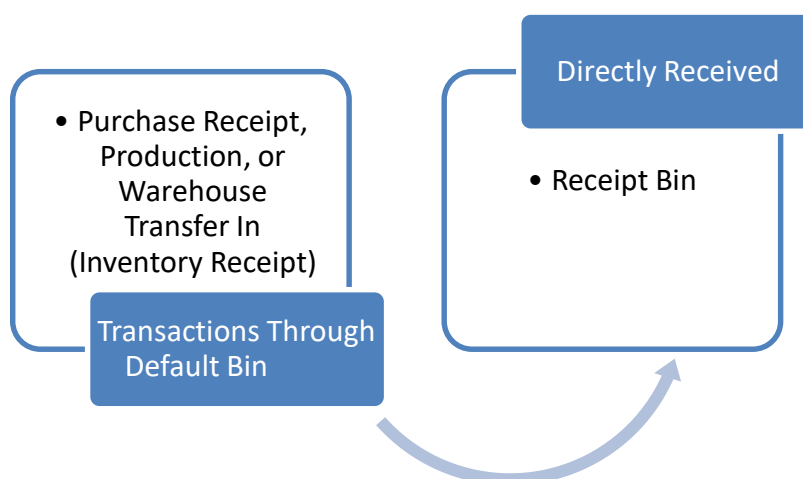 • Purchase Receipt,
Production, or
Warehouse
Transfer In
(Inventory Receipt)
Transactions Through
Default Bin
Directly Received
• Receipt Bin